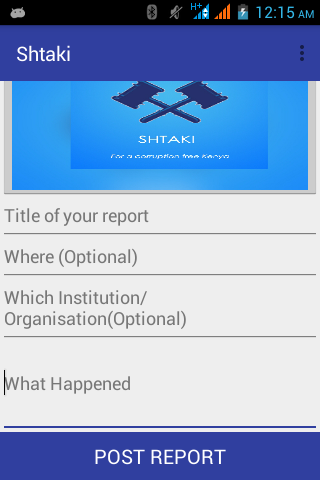 H+
12:15 AM
Shtaki
SHTAKI
For a corruption free Kenya
Title of your report
Where (Optional)
Which Institution/
Organisation(Optional)
What Happened
POST REPORT